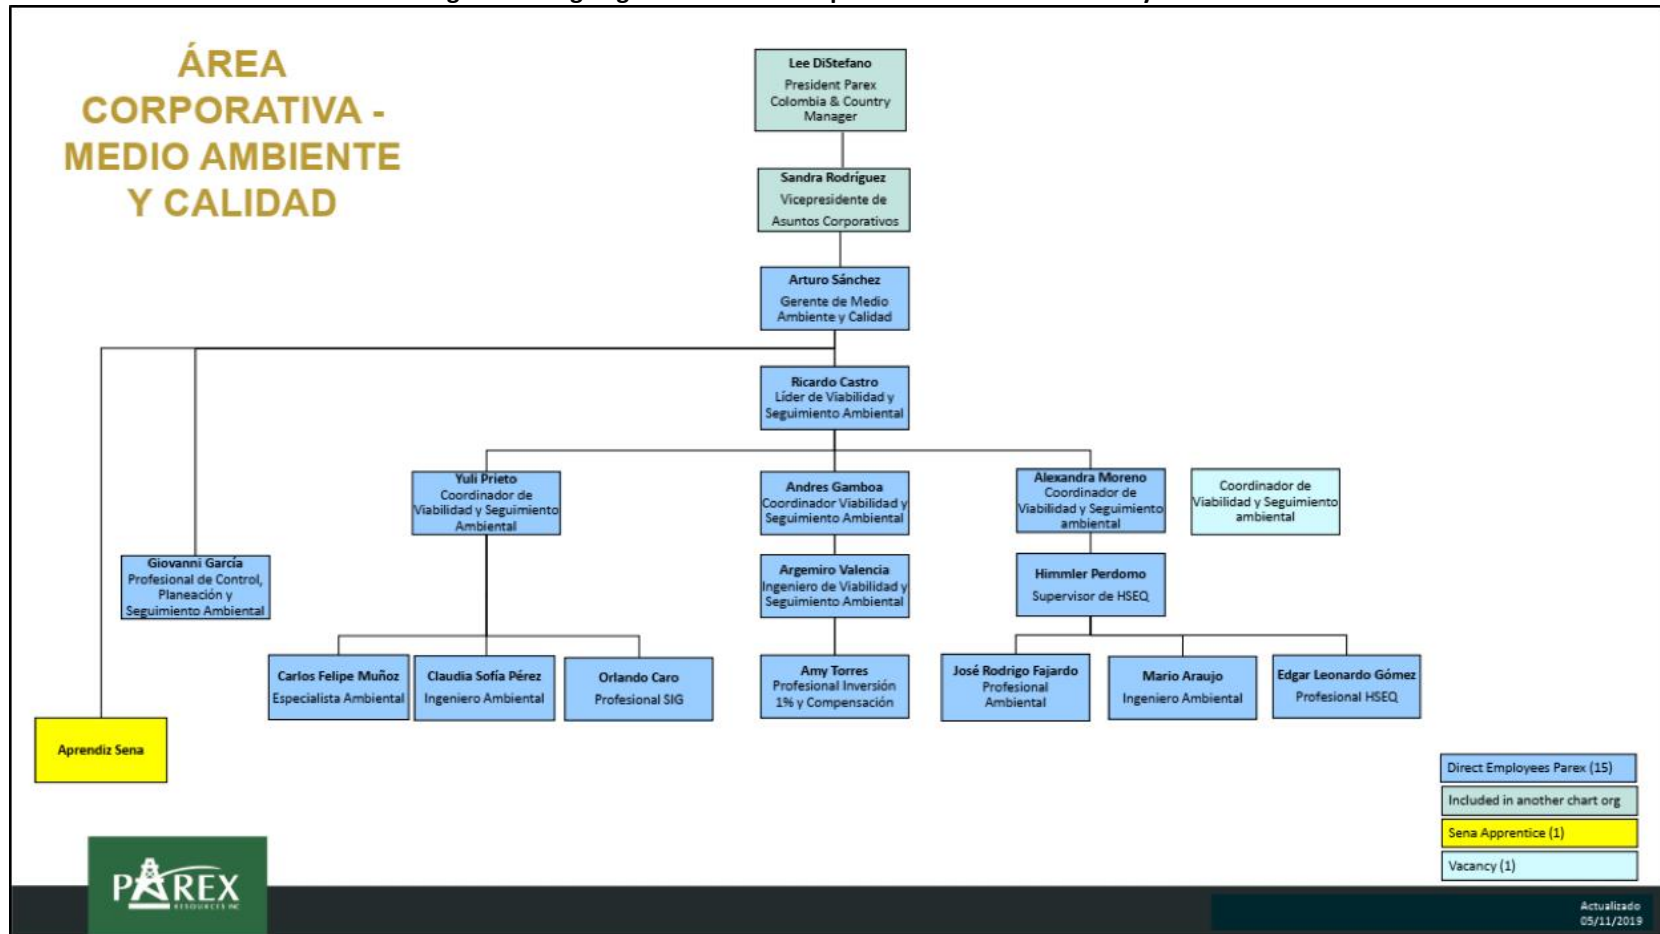 ÁREA
CORPORATIVA -
MEDIO AMBIENTE
Y CALIDAD
Lee DiStefano
President Parex
Colombia & Country
Manager
Sandra Rodríguez
Vicepresidente de
Asuntos Corporativos
Arturo Sánchez
Gerente de Medio
Ambiente y Calidad
Ricardo Castro
Líder de Viabilidad y
Seguimiento Ambiental
Yuli Prieto
Coordinador de
Viabilidad y Seguimiento
Ambiental
Andres Gamboa
Coordinador Viabilidad y
Seguimiento Ambiental
Alexandra Moreno
Coordinador de
Viabilidad y Seguimiento
ambiental
Coordinador de
Viabilidad y Seguimiento
ambiental
Giovanni García
Profesional de Control,
Planeación y
Seguimiento Ambiental
Argemiro Valencia
Ingeniero de Viabilidad y
Seguimiento Ambiental
Himmler Perdomo
Supervisor de HSEQ
Carlos Felipe Muñoz
Especialista Ambiental
Claudia Sofía Pérez
Ingeniero Ambiental
Orlando Caro
Profesional SIG
Amy Torres
Profesional Inversión
1% y Compensación
José Rodrigo Fajardo
Profesional
Ambiental
Mario Araujo
Ingeniero Ambiental
Edgar Leonardo Gómez
Profesional HSEQ
Aprendiz Sena
Direct Employees Parex (15)
Included in another chart org
Sena Apprentice (1)
Vacancy (1)
PAREX
RESOURCES INC
Actualizado
05/11/2019